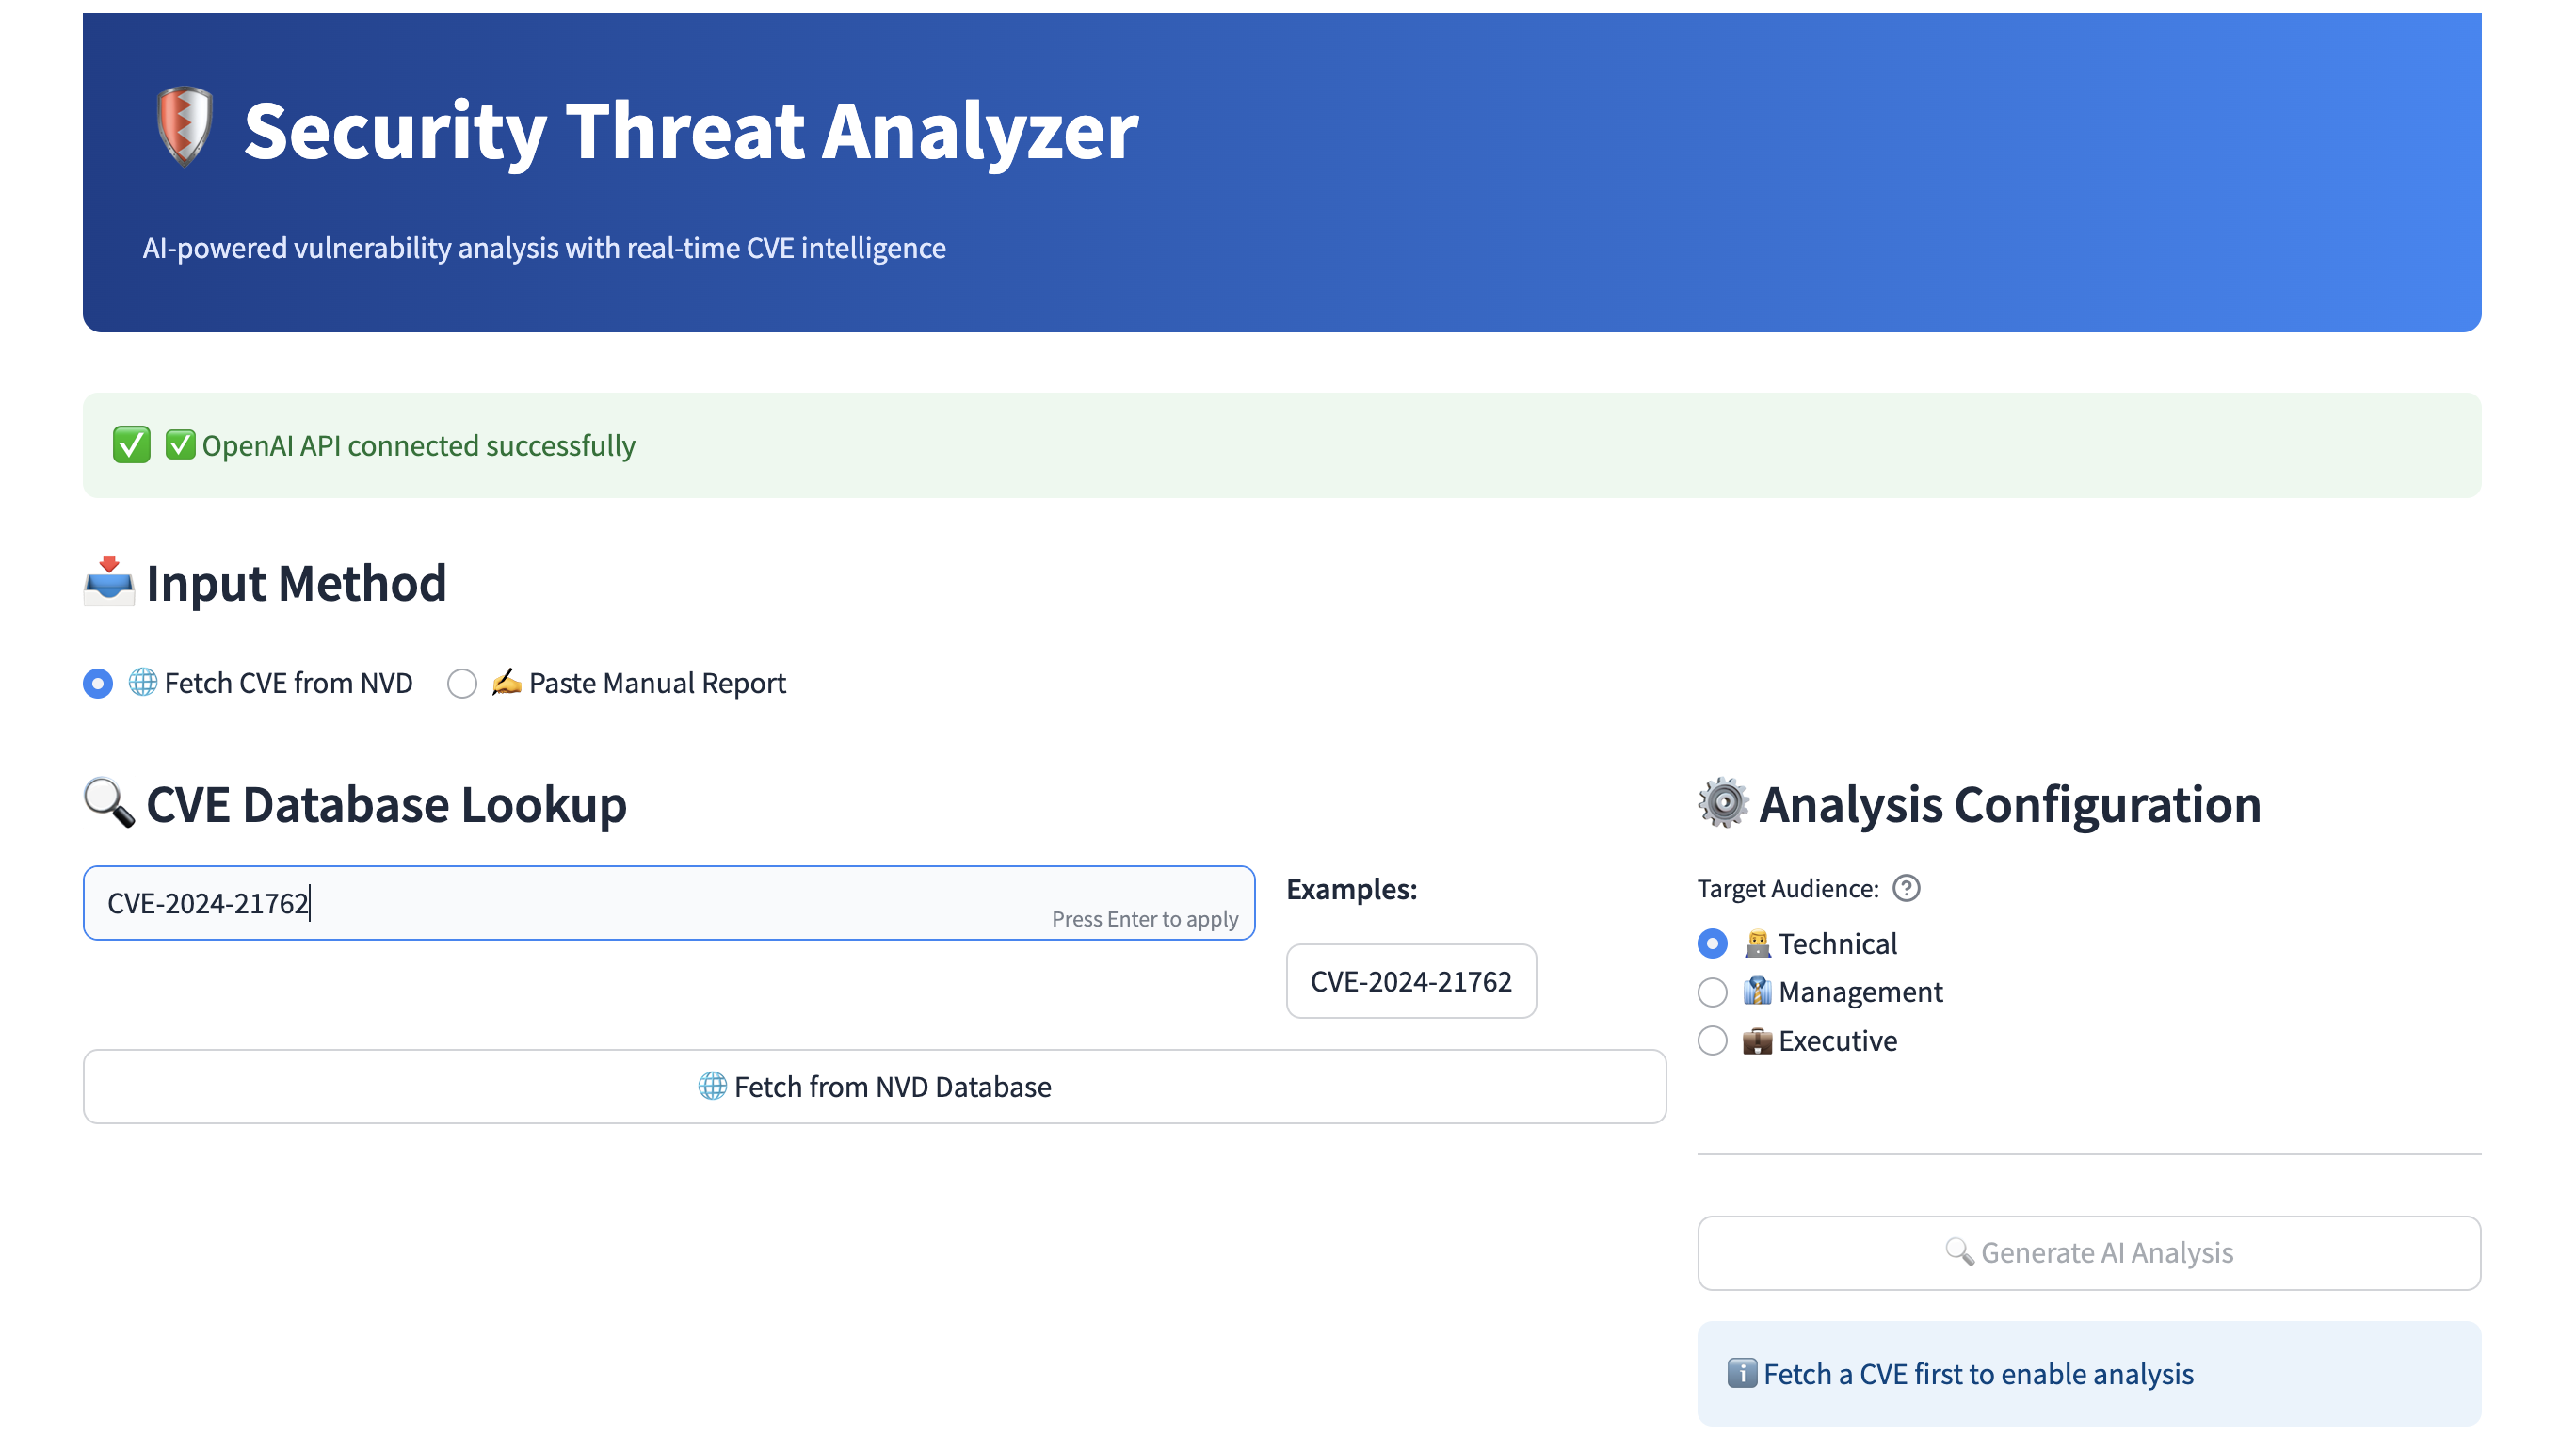 Security Threat Analyzer
AI-powered vulnerability analysis with real-time CVE intelligence
✅ ✅ OpenAI API connected successfully
Input Method
Fetch CVE from NVD
Paste Manual Report
CVE Database Lookup
CVE-2024-21762
Press Enter to apply
Examples:
CVE-2024-21762
Fetch from NVD Database
Analysis Configuration
Target Audience:
Technical
Management
Executive
Generate AI Analysis
Fetch a CVE first to enable analysis